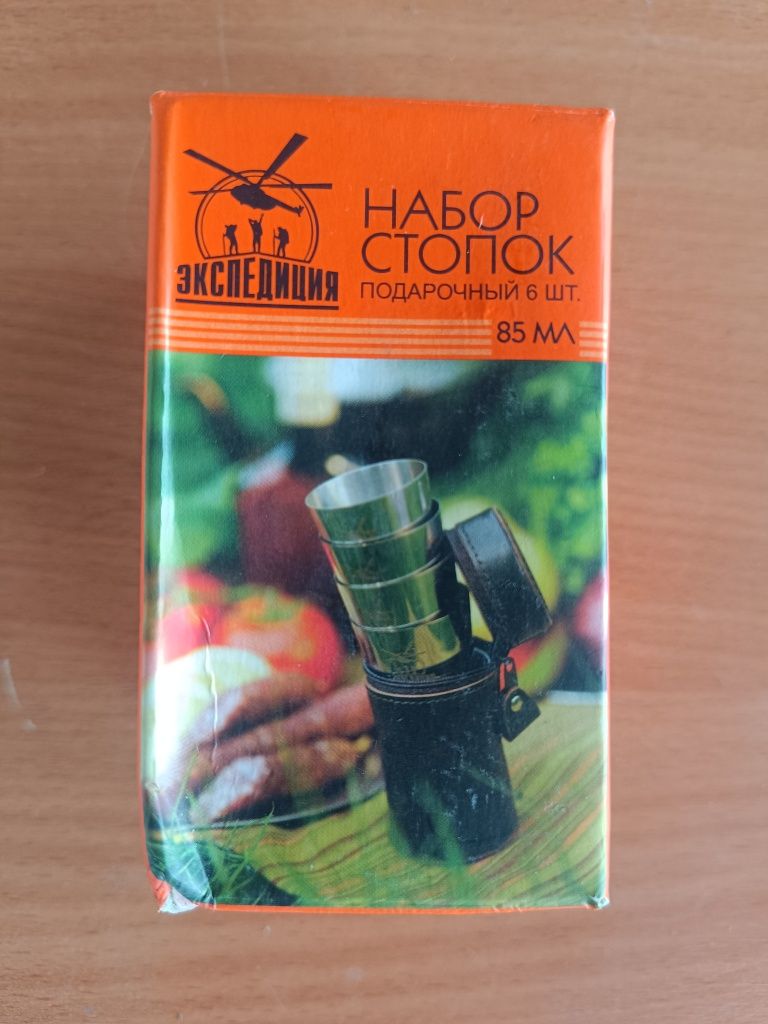 ЭКСПЕДИЦИЯ
НАБОР
СТОПОК
ПОДАРОЧНЫЙ 6 ШТ.
85 МЛ